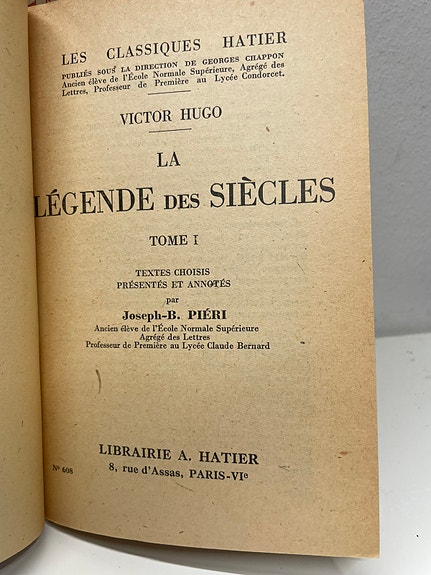 LES CLASSIQUES HATIER
PUBLIÉS SOUS LA DIRECTION DE GEORGES CHAPPON
Ancien élève de l'École Normale Supérieure, Agrégé des
Lettres, Professeur de Première au Lycée Condorcet.
VICTOR HUGO
LA
LÉGENDE DES SIÈCLES
TOME I
TEXTES CHOISIS
PRÉSENTÉS ET ANNOTÉS
par
Joseph-B. PIÉRI
Ancien élève de l'École Normale Supérieure
Agrégé des Lettres
Professeur de Première au Lycée Claude Bernard
LIBRAIRIE A. HATIER
8, rue d'Assas, PARIS-VIe
N° 608